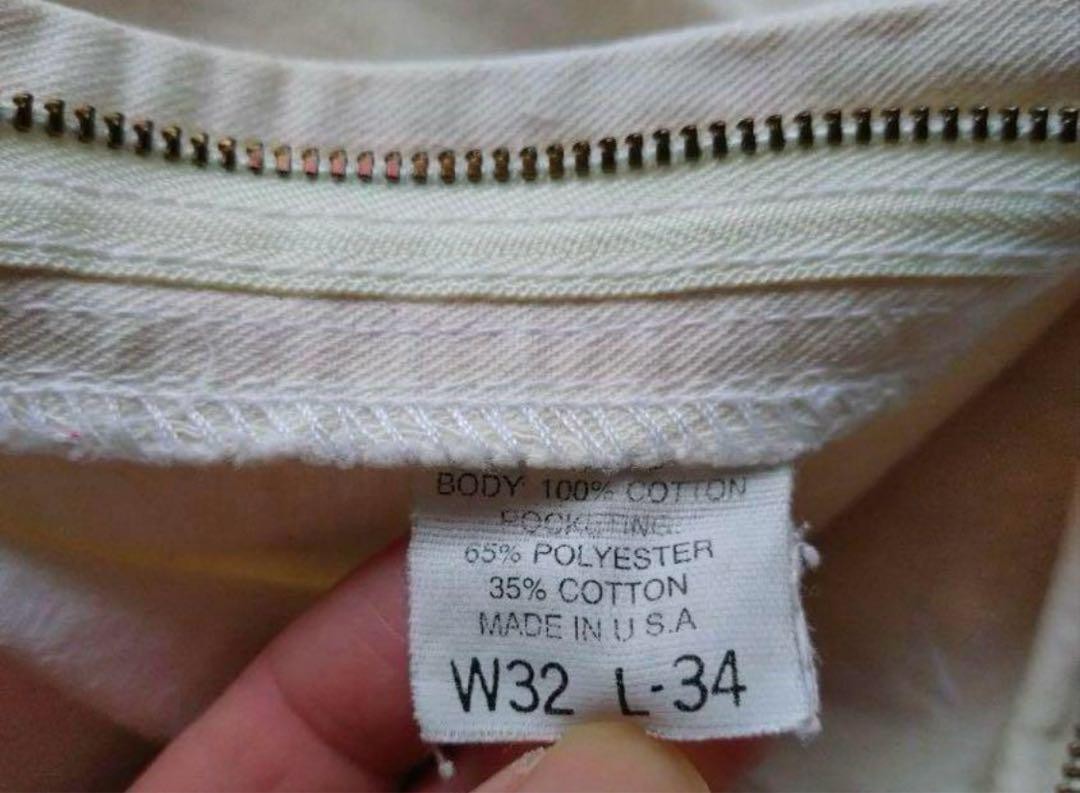 BODY 100% COTTON
POCKETING:
65% POLYESTER
35% COTTON
MADE IN U S.A
W32 L-34